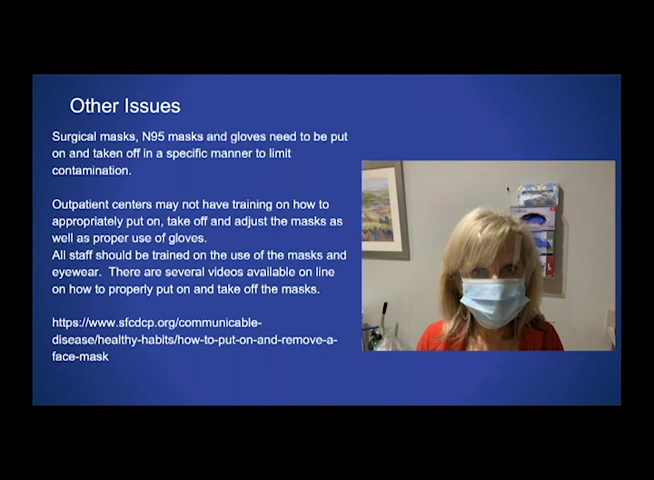 Other Issues
Surgical masks, N95 masks and gloves need to be put
on and taken off in a specific manner to limit
contamination.
Outpatient centers may not have training on how to
appropriately put on, take off and adjust the masks as
well as proper use of gloves.
All staff should be trained on the use of the masks and
eyewear.  There are several videos available on line
on how to properly put on and take off the masks.
https://www.sfcdcp.org/communicable-
disease/healthy-habits/how-to-put-on-and-remove-a-
face-mask